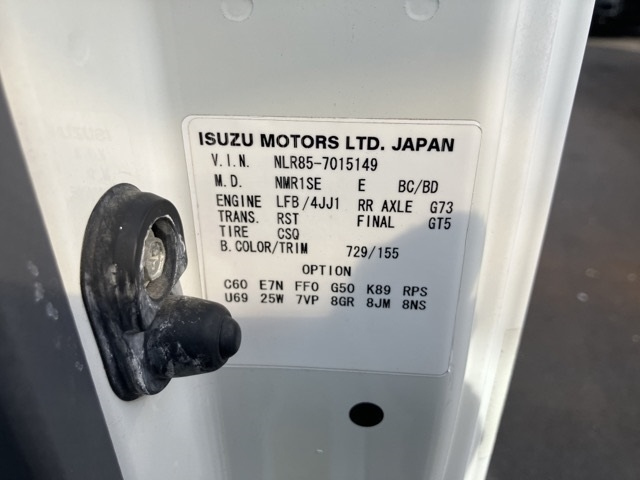 ISUZU MOTORS LTD. JAPAN
V.I.N. NLR85-7015149
M.D. NMR1SE E BC/BD
ENGINE LFB/4JJ1 RR AXLE G73
TRANS. RST FINAL GT5
TIRE CSQ
B.COLOR/TRIM 729/155
OPTION
C60 E7N FF0 G50 K89 RPS
U69 25W 7VP 8GR 8JM 8NS